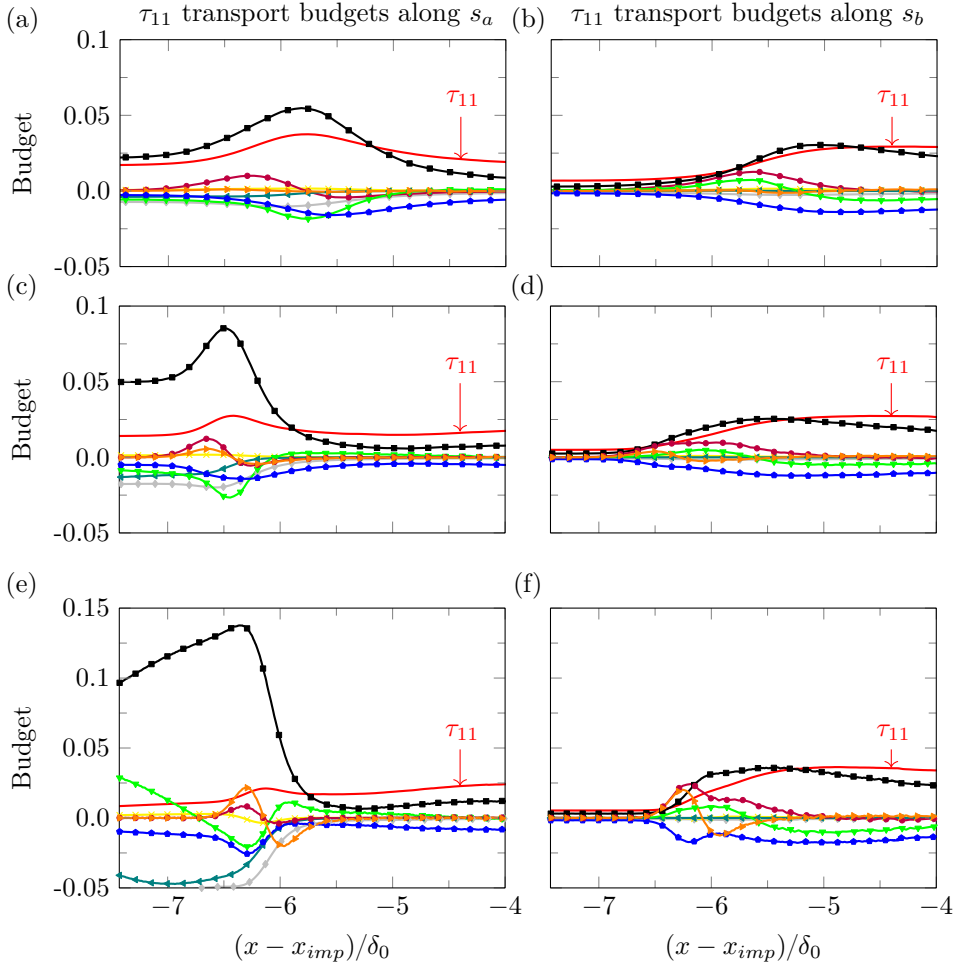 τ11 transport budgets along sa
τ11 transport budgets along sb
(a)
(b)
0.1
0.05
0.0
-0.05
Budget
τ11
τ11
(c)
(d)
0.1
0.05
0.0
-0.05
Budget
τ11
τ11
(e)
(f)
0.15
0.1
0.05
0.0
0.05
Budget
τ11
τ11
−7 −6 −5 −4
−7 −6 −5 −4
(x − ximp)/δ0
(x − ximp)/δ0